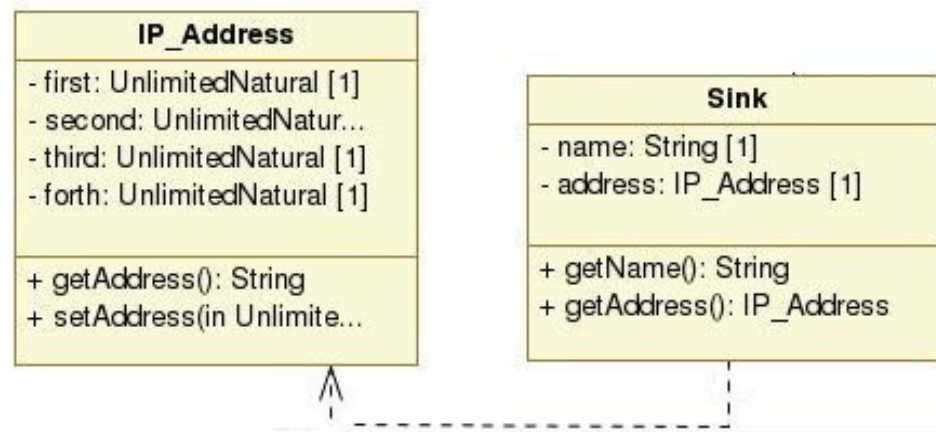 IP_Address
- first: UnlimitedNatural [1]
- second: UnlimitedNatur...
- third: UnlimitedNatural [1]
- forth: UnlimitedNatural [1]
+ getAddress(): String
+ setAddress(in Unlimite...
Sink
- name: String [1]
- address: IP_Address [1]
+ getName(): String
+ getAddress(): IP_Address